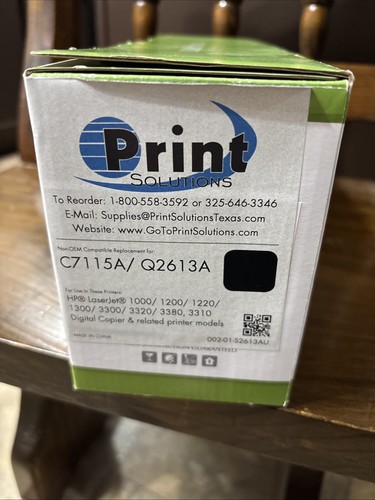 Print
SOLUTIONS
To Reorder: 1-800-558-3592 or 325-646-3346
E-Mail: Supplies@PrintSolutionsTexas.com
Website: www.GoToPrintSolutions.com
Non-OEM Compatible Replacement for:
C7115A/ Q2613A
For Use In These Printers:
HP® LaserJet® 1000/ 1200/ 1220/
1300/ 3300/ 3320/ 3380, 3310
Digital Copier & related printer models
MADE IN CHINA
002-01-S2613AU